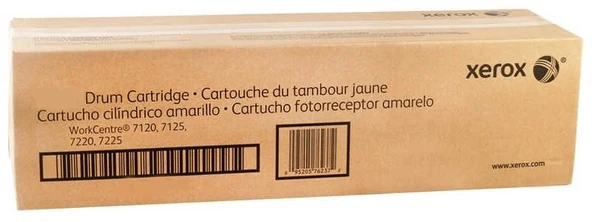 xerox
Drum Cartridge • Cartouche du tambour jaune
Cartucho cilíndrico amarillo • Cartucho fotorreceptor amarelo
WorkCentre® 7120, 7125,
7220, 7225
www.xerox.com